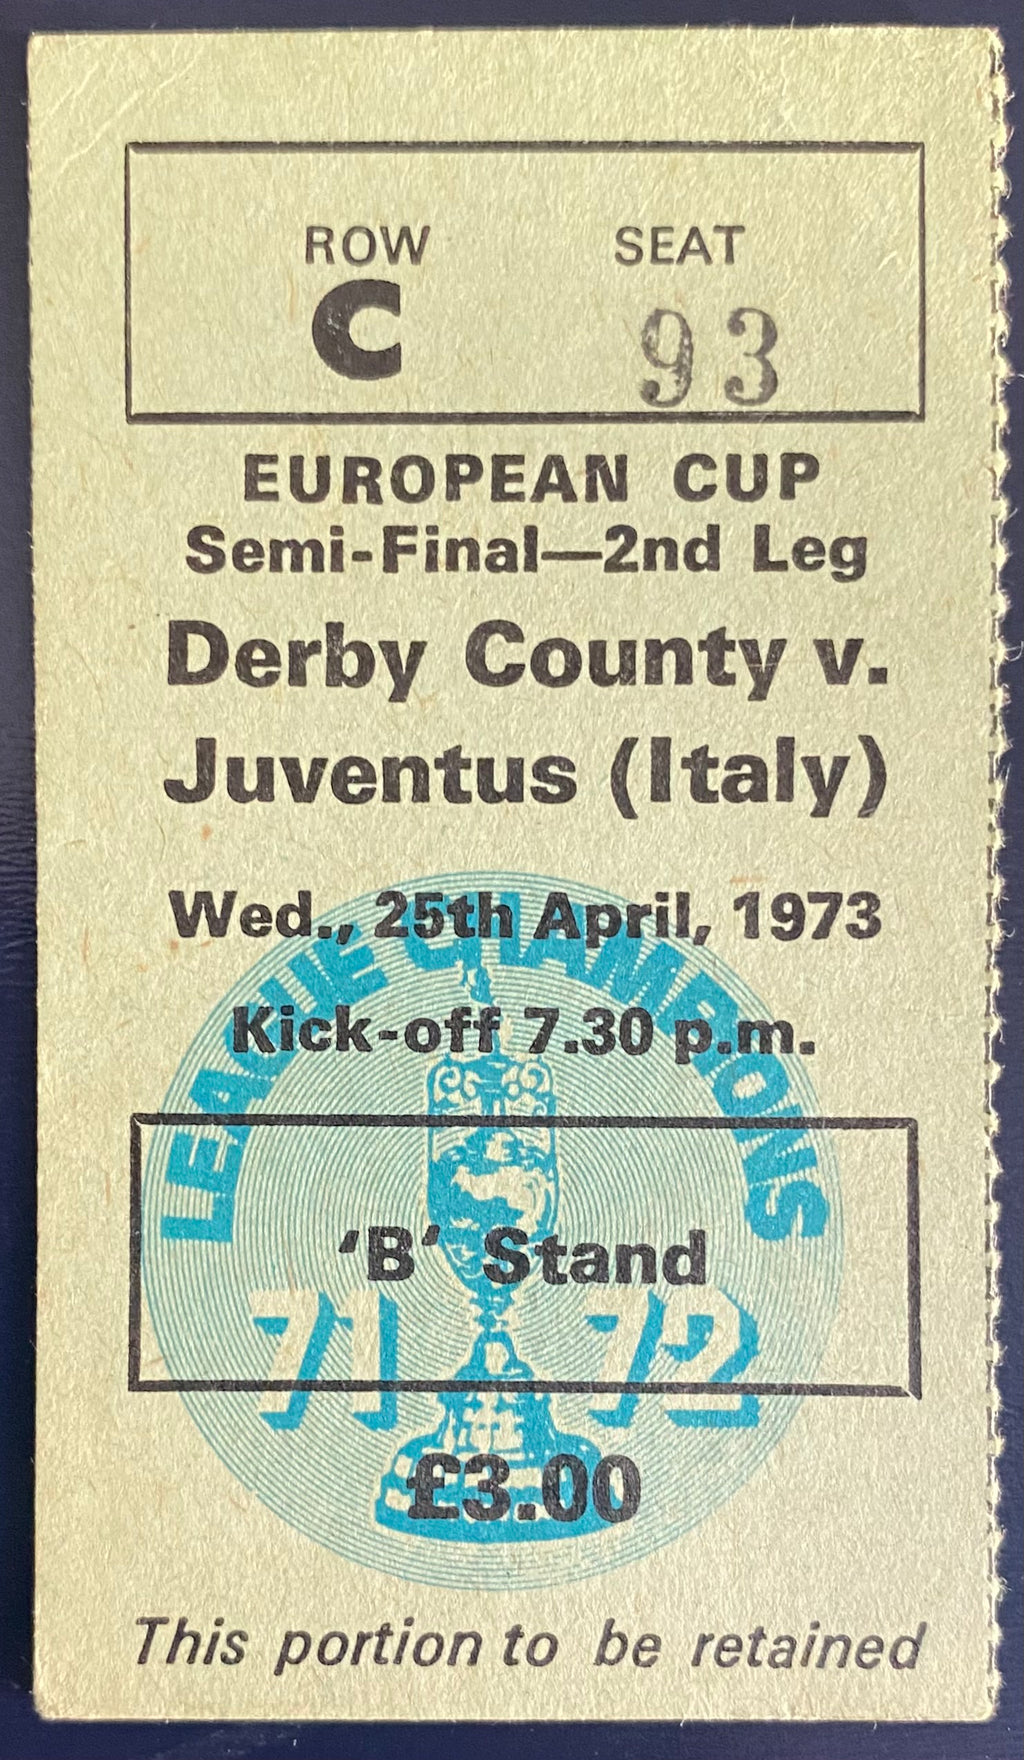 ROW SEAT
C 93
EUROPEAN CUP
Semi-Final—2nd Leg
Derby County v.
Juventus (Italy)
Wed., 25th April, 1973
LEAGUE CHAMPIONS
Kick-off 7.30 p.m.
'B' Stand
71 72
£3.00
This portion to be retained